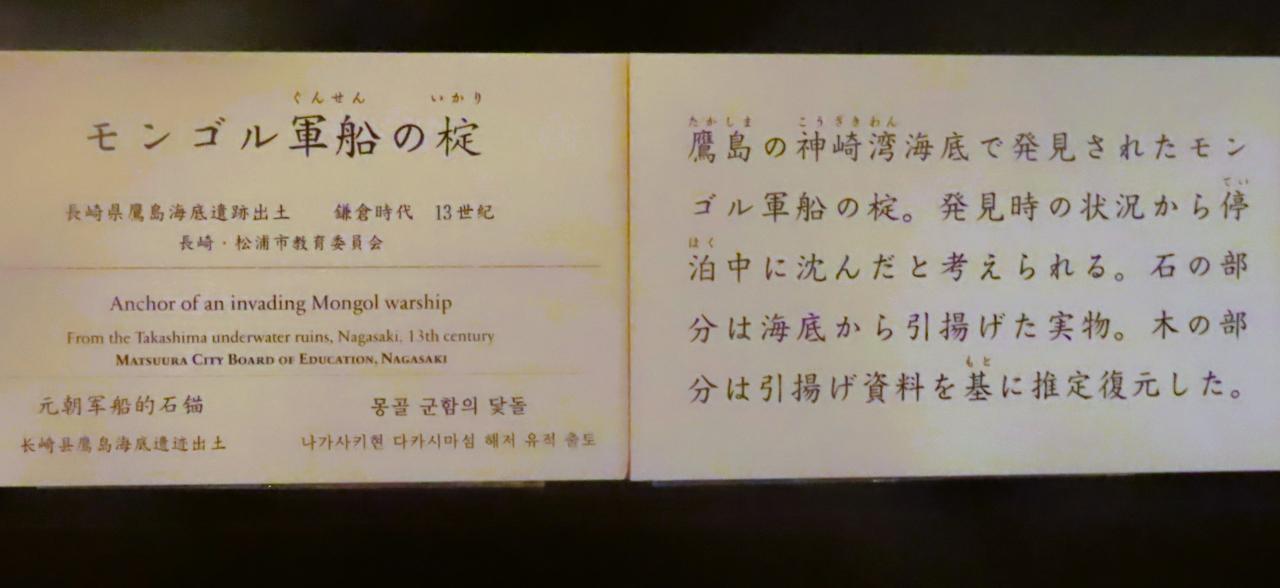 ぐんせん いかり
モンゴル軍船の椗
長崎県鷹島海底遺跡出土 鎌倉時代 13世紀
長崎・松浦市教育委員会
Anchor of an invading Mongol warship
From the Takashima underwater ruins, Nagasaki, 13th century
MATSUURA CITY BOARD OF EDUCATION, NAGASAKI
元朝军船的石锚
长崎县鹰岛海底遗迹出土
몽골 군함의 닻돌
나가사키현 다카시마섬 해저 유적 출토
たかしま こうざきわん
鷹島の神崎湾海底で発見されたモン
てい
ゴル軍船の椗。発見時の状況から停
はく
泊中に沈んだと考えられる。石の部
分は海底から引揚げた実物。木の部
もと
分は引揚げ資料を基に推定復元した。